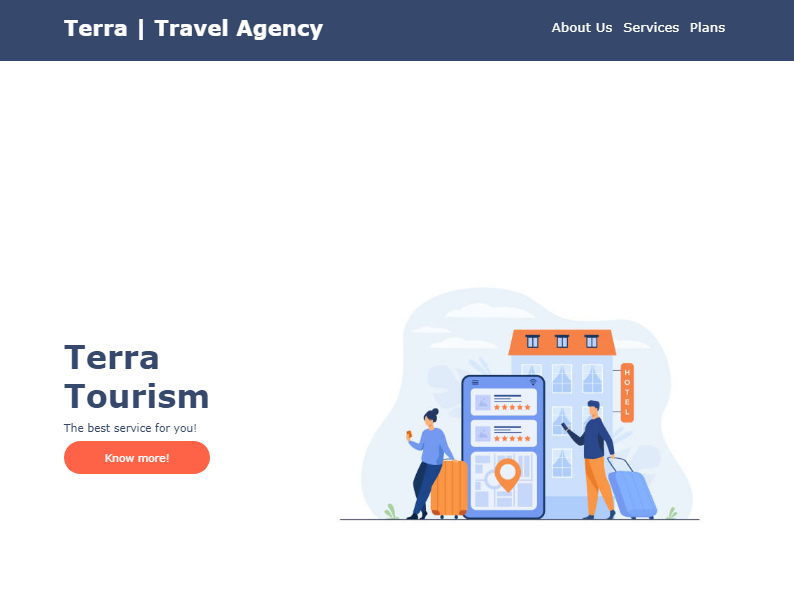 Terra | Travel Agency
About Us Services Plans
Terra
Tourism
The best service for you!
Know more!
HOTEL